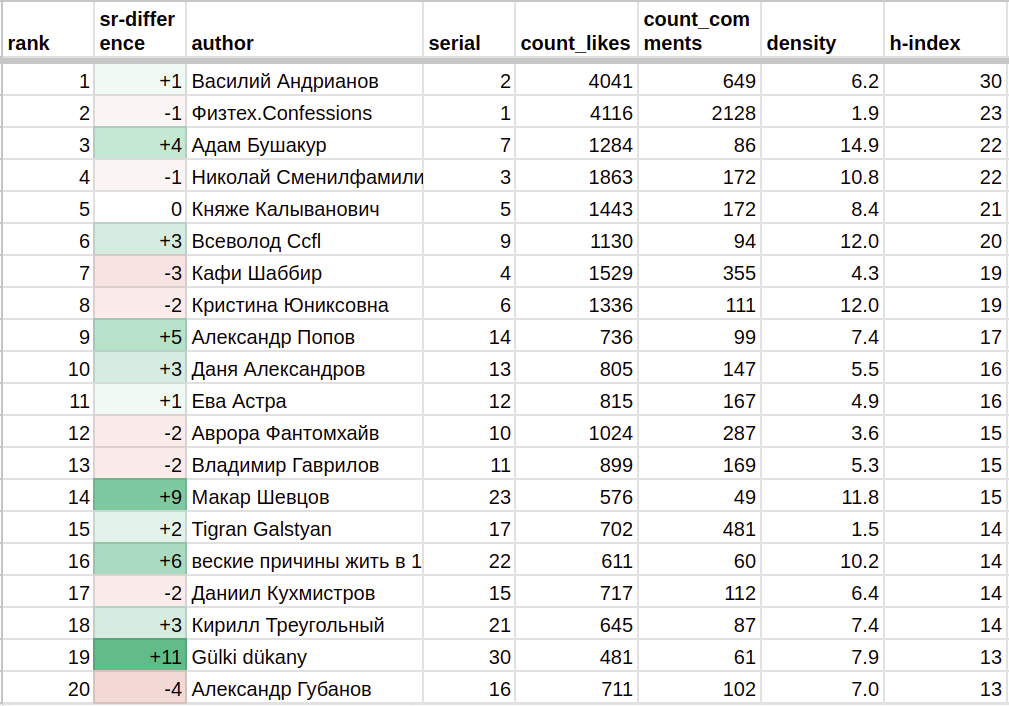 rank sr-differ ence author serial count_likes count_com ments density h-index
1 +1 Василий Андрианов 2 4041 649 6.2 30
2 -1 Физтех.Confessions 1 4116 2128 1.9 23
3 +4 Адам Бушакур 7 1284 86 14.9 22
4 -1 Николай Сменилфамили 3 1863 172 10.8 22
5 0 Княже Калыванович 5 1443 172 8.4 21
6 +3 Всеволод Ccfl 9 1130 94 12.0 20
7 -3 Кафи Шаббир 4 1529 355 4.3 19
8 -2 Кристина Юниксовна 6 1336 111 12.0 19
9 +5 Александр Попов 14 736 99 7.4 17
10 +3 Даня Александров 13 805 147 5.5 16
11 +1 Ева Астра 12 815 167 4.9 16
12 -2 Аврора Фантомхайв 10 1024 287 3.6 15
13 -2 Владимир Гаврилов 11 899 169 5.3 15
14 +9 Макар Шевцов 23 576 49 11.8 15
15 +2 Tigran Galstyan 17 702 481 1.5 14
16 +6 веские причины жить в 1 22 611 60 10.2 14
17 -2 Даниил Кухмистров 15 717 112 6.4 14
18 +3 Кирилл Треугольный 21 645 87 7.4 14
19 +11 Gülki dükany 30 481 61 7.9 13
20 -4 Александр Губанов 16 711 102 7.0 13